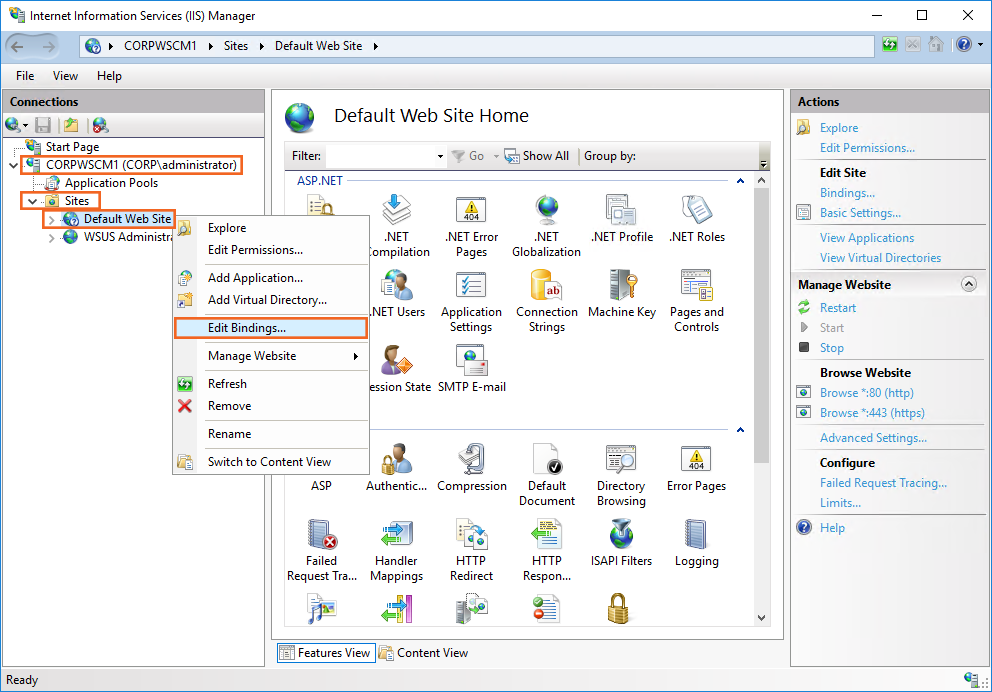 Internet Information Services (IIS) Manager
CORPWSCM1 Sites Default Web Site
File View Help
Connections
Start Page
CORPWSCM1 (CORP\administrator)
Application Pools
Sites
Default Web Site
WSUS Administra
Explore
Edit Permissions...
Add Application...
Add Virtual Directory...
Edit Bindings...
Manage Website
Refresh
Remove
Rename
Switch to Content View
Default Web Site Home
Filter: Go Show All Group by:
ASP.NET
.NET
Compilation
.NET Error
Pages
404
.NET
Globalization
.NET Profile
.NET Roles
.NET Users
Application
Settings
ab
Connection
Strings
Machine Key
Pages and
Controls
ession State
SMTP E-mail
ASP
Authentic...
Compression
Default
Document
Directory
Browsing
404
Error Pages
Failed
Request Tra...
Handler
Mappings
HTTP
Redirect
HTTP
Respon...
ISAPI Filters
Logging
Features View Content View
Actions
Explore
Edit Permissions...
Edit Site
Bindings...
Basic Settings...
View Applications
View Virtual Directories
Manage Website
Restart
Start
Stop
Browse Website
Browse *:80 (http)
Browse *:443 (https)
Advanced Settings...
Configure
Failed Request Tracing...
Limits...
Help
Ready